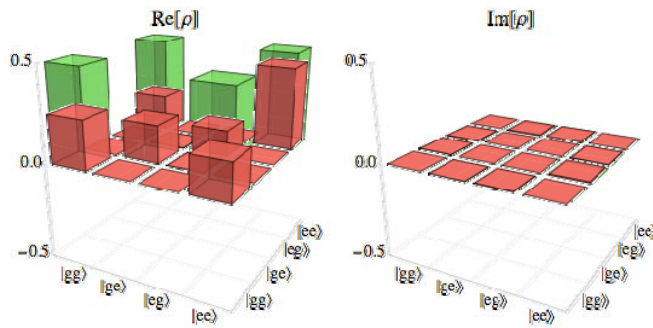 Re[ρ]
Im[ρ]
0.5
0.0
−0.5
|gg⟩
|ge⟩
|eg⟩
|ee⟩
|gg⟩
|ge⟩
|eg⟩
|ee⟩
0.5
0.0
−0.5
|gg⟩
|ge⟩
|eg⟩
|ee⟩
|gg⟩
|ge⟩
|eg⟩
|ee⟩